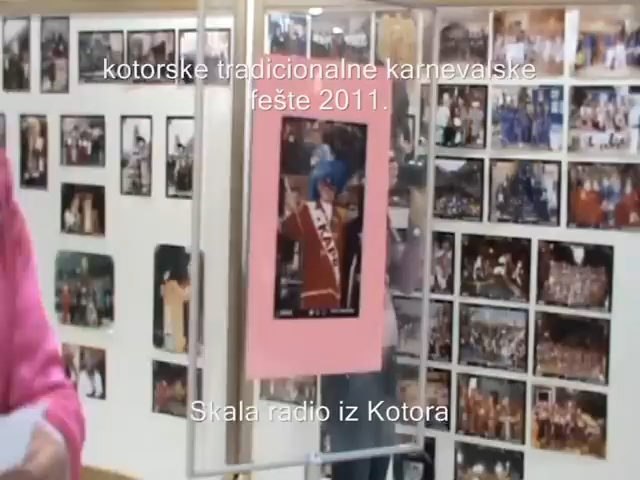 kotorske tradicionalne karnevalske
fešte 2011.
Skala radio iz Kotora